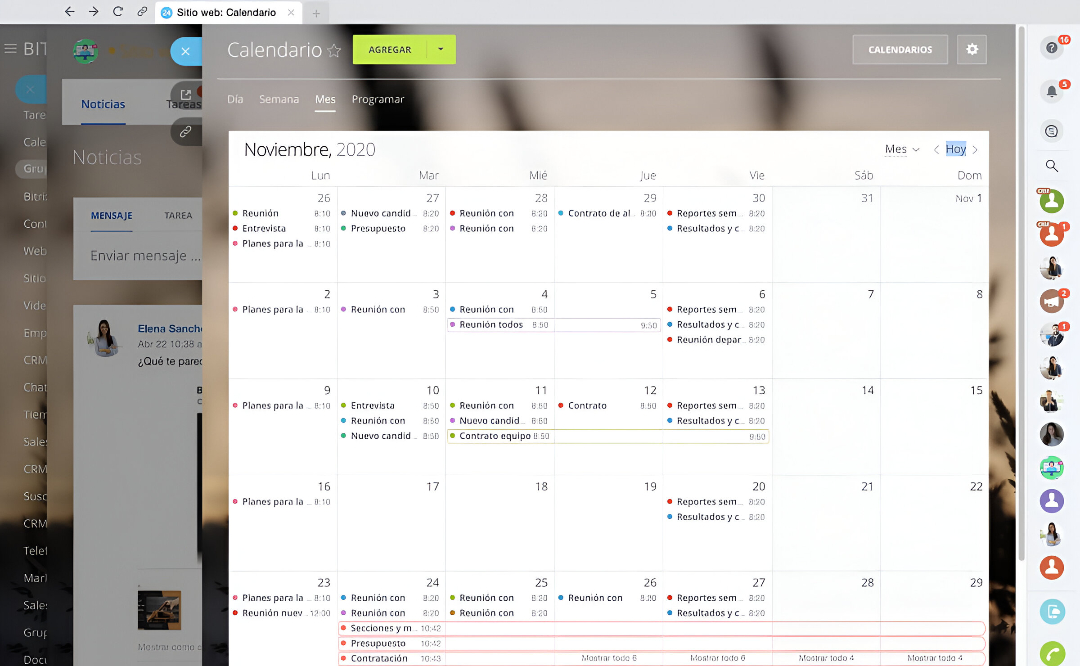 Sitio web: Calendario
BIT
Tare
Cale
Gru
Bitri
Cont
Web
Sitio
Vide
Emp
CRM
Chat
Tiem
Sales
CRM
Susc
CRM
Telef
Mark
Sales
Grup
Docu
Noticias
Tareas
Noticias
MENSAJE
TAREA
Enviar mensaje ...
Elena Sanche
Abr 22 10:38 a
¿Qué te parec
Mostrar como c
Calendario
AGREGAR
CALENDARIOS
Día Semana Mes Programar
Noviembre, 2020
Mes
Hoy
Lun Mar Mié Jue Vie Sáb Dom
26 27 28 29 30 31 Nov 1
Reunión 8:10 Nuevo candid... 8:20 Reunión con 8:20 Contrato de al... 8:20 Reportes sem... 8:20
Entrevista 8:10 Presupuesto 8:20 Reunión con 8:20 Resultados y c... 8:20
Planes para la ... 8:10
2 3 4 5 6 7 8
Planes para la ... 8:10 Reunión con 8:50 Reunión con 8:50 Reportes sem... 8:20
Reunión todos 8:50 9:50 Resultados y c... 8:20
Reunión depar... 8:20
9 10 11 12 13 14 15
Planes para la ... 8:10 Entrevista 8:50 Reunión con 8:50 Contrato 8:50 Reportes sem... 8:20
Reunión con 8:50 Nuevo candid... 8:50 Resultados y c... 8:20
Nuevo candid... 8:50 Contrato equipo 8:50 8:50
16 17 18 19 20 21 22
Planes para la ... 8:10 Reportes sem... 8:20
Resultados y c... 8:20
23 24 25 26 27 28 29
Planes para la ... 8:10 Reunión con 8:20 Reunión con 8:20 Reunión con 8:20 Reportes sem... 8:20
Reunión nuev... 12:00 Reunión con 8:20 Reunión con 8:20 Resultados y c... 8:20
Secciones y m... 10:42
Presupuesto 10:42
Contratación 10:43 Mostrar todo 6 Mostrar todo 6 Mostrar todo 4 Mostrar todo 4
24
16
5
1
2
1